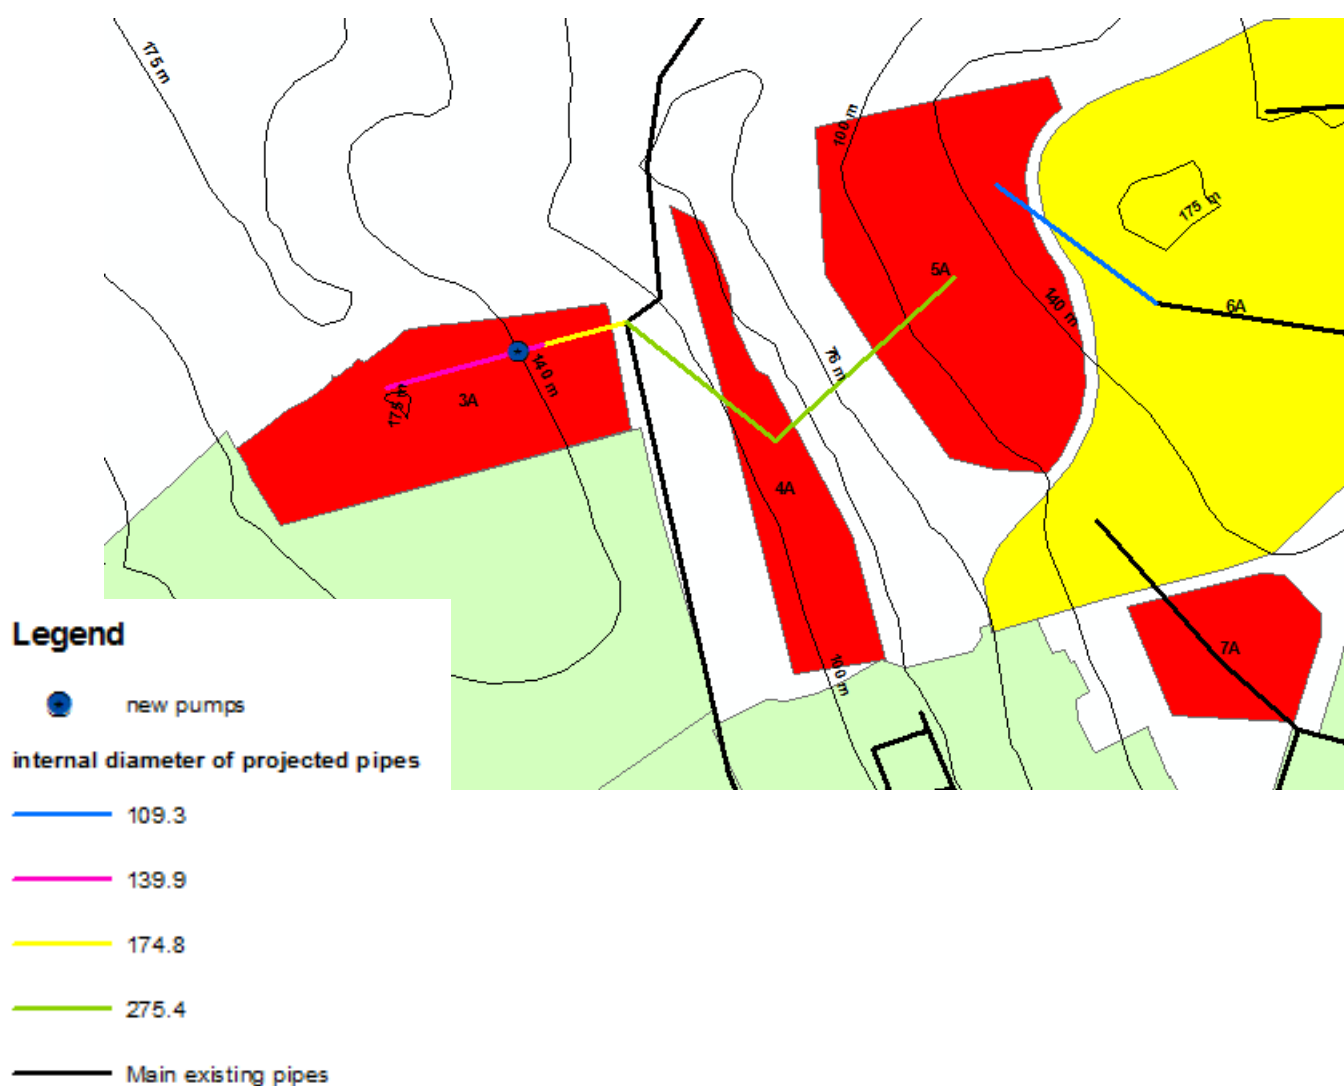 175 m
100 m
175 m
5A
140 m
6A
76 m
140 m
175 m
3A
4A
7A
100 m
Legend
new pumps
internal diameter of projected pipes
109.3
139.9
174.8
275.4
Main existing pipes